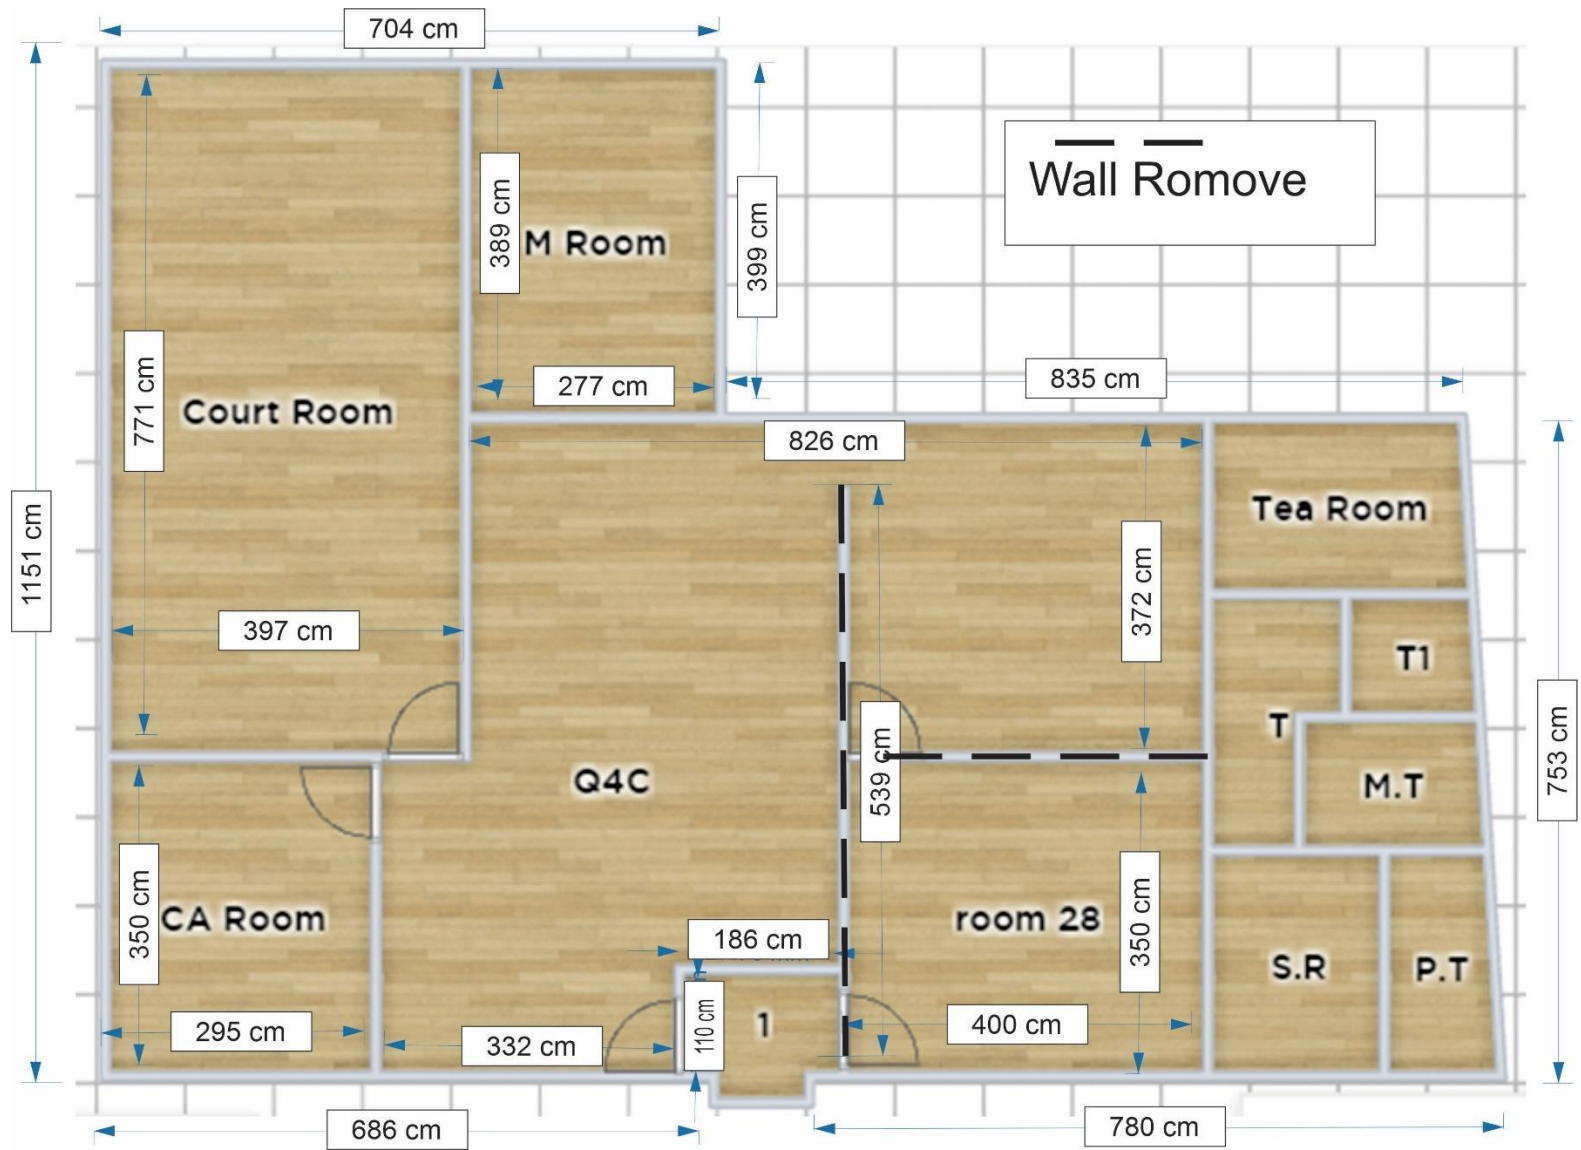 704 cm
Wall Romove
389 cm
M Room
399 cm
277 cm
835 cm
771 cm
Court Room
826 cm
1151 cm
Tea Room
372 cm
397 cm
T1
T
539 cm
753 cm
Q4C
M.T
350 cm
CA Room
186 cm
room 28
350 cm
S.R
P.T
295 cm
332 cm
110 cm
1
400 cm
686 cm
780 cm